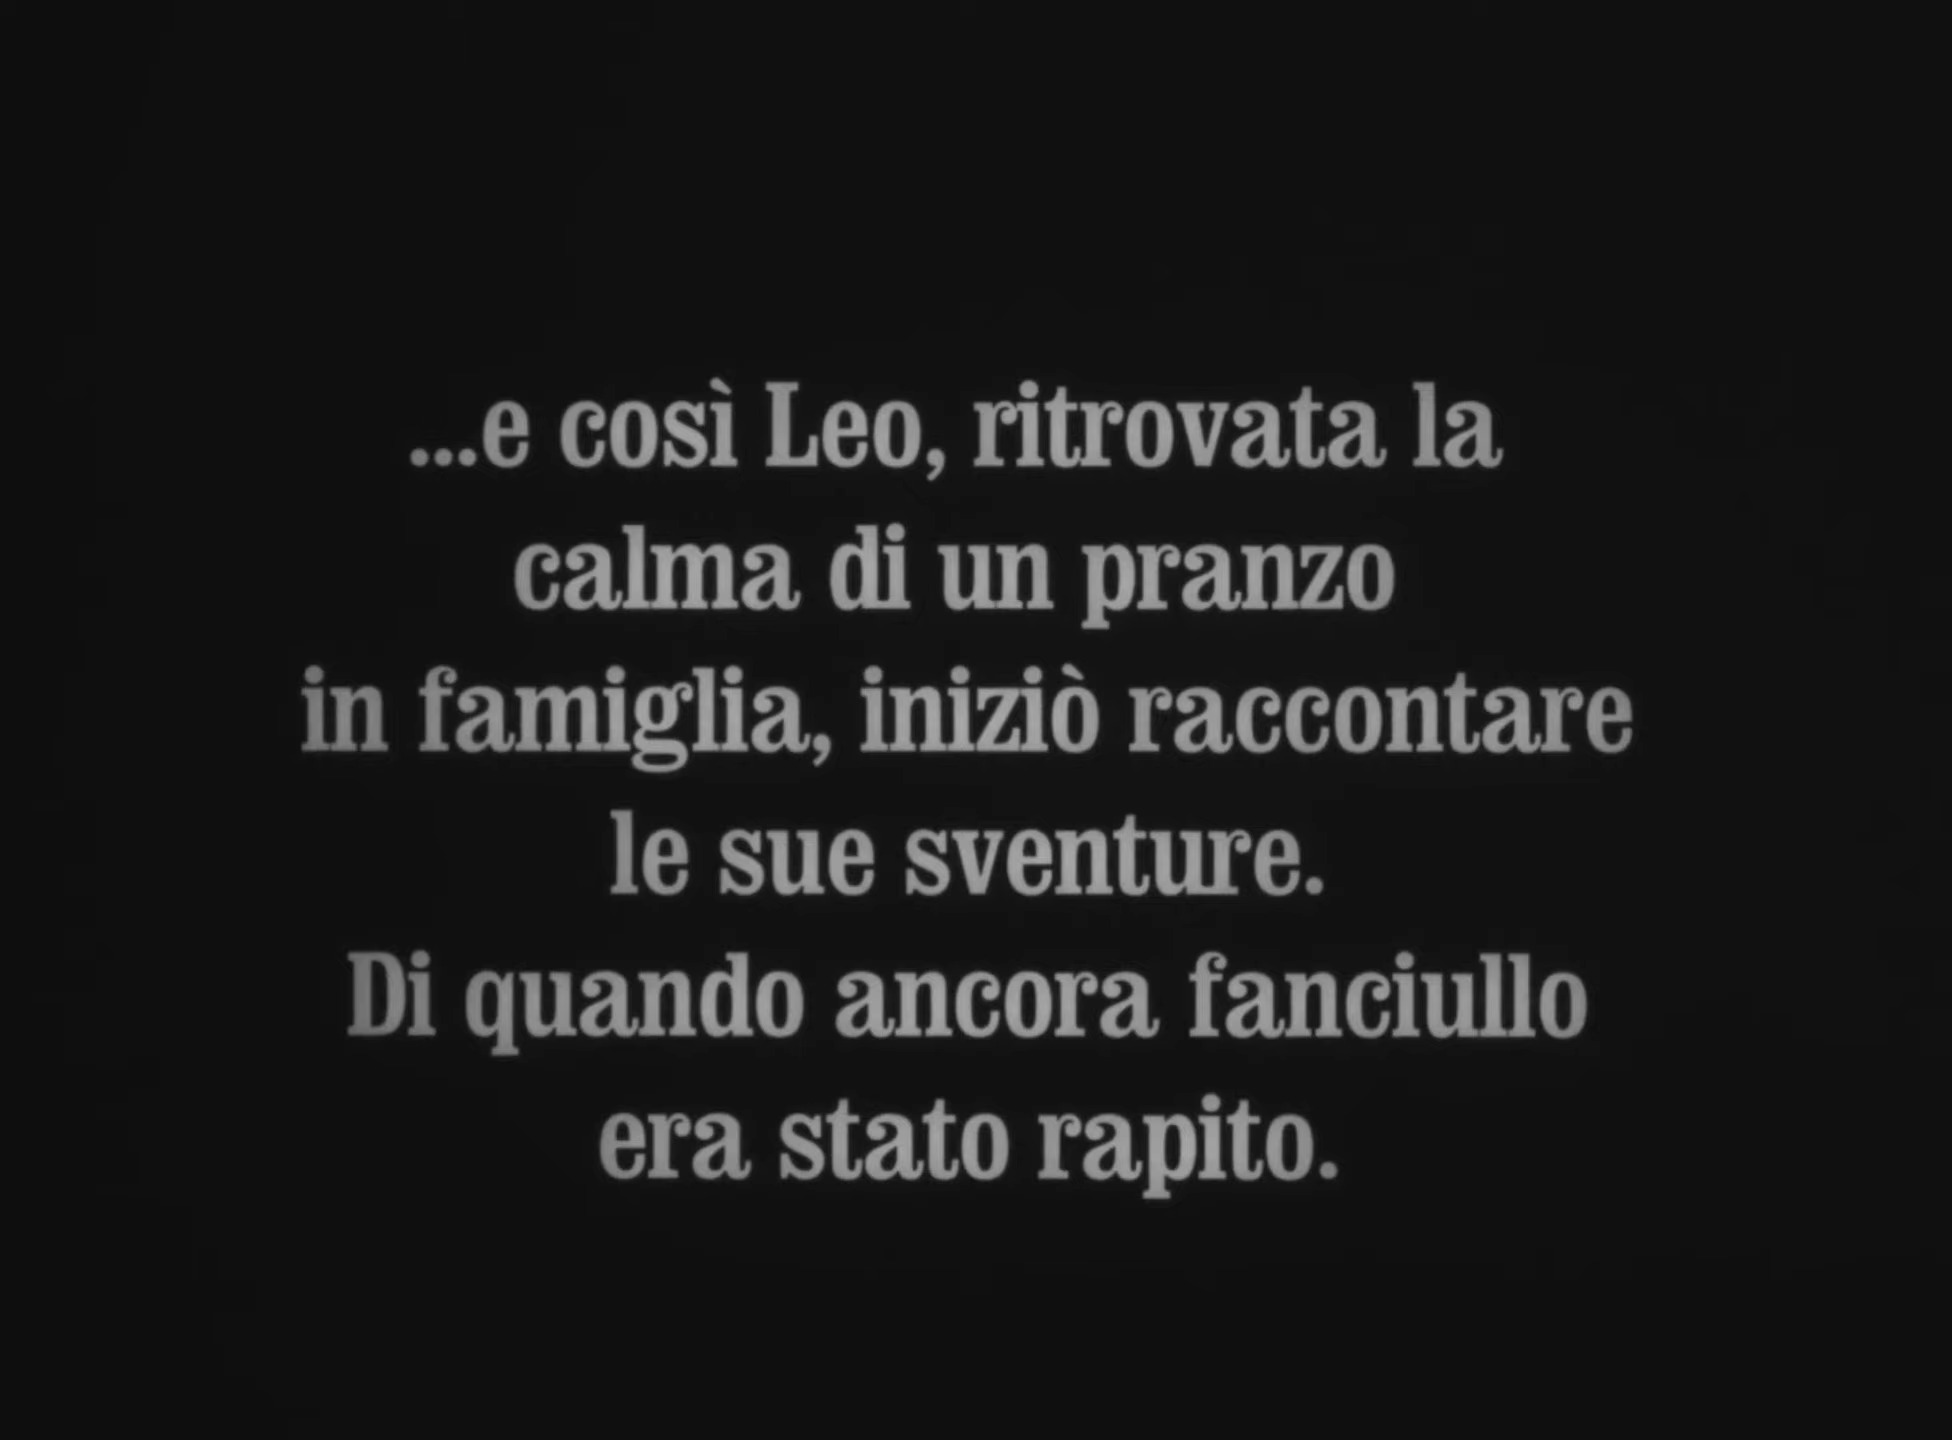 ...e così Leo, ritrovata la
calma di un pranzo
in famiglia, iniziò raccontare
le sue sventure.
Di quando ancora fanciullo
era stato rapito.